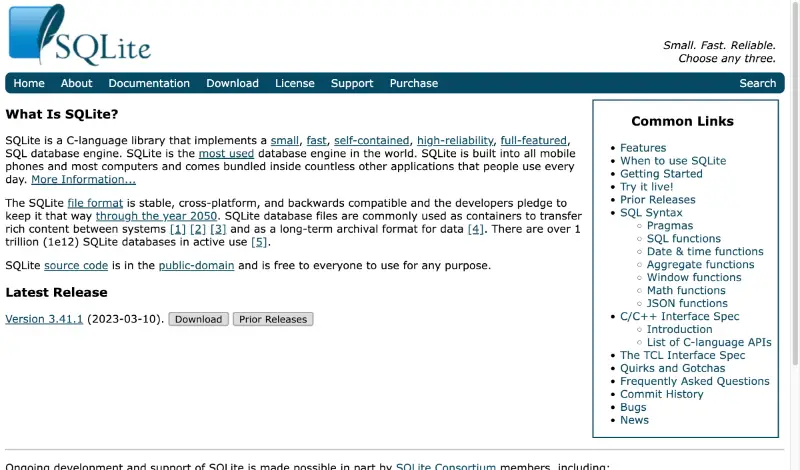 SQLite
Small. Fast. Reliable.
Choose any three.
Home About Documentation Download License Support Purchase Search
What Is SQLite?
SQLite is a C-language library that implements a small, fast, self-contained, high-reliability, full-featured,
SQL database engine. SQLite is the most used database engine in the world. SQLite is built into all mobile
phones and most computers and comes bundled inside countless other applications that people use every
day. More Information...
The SQLite file format is stable, cross-platform, and backwards compatible and the developers pledge to
keep it that way through the year 2050. SQLite database files are commonly used as containers to transfer
rich content between systems [1] [2] [3] and as a long-term archival format for data [4]. There are over 1
trillion (1e12) SQLite databases in active use [5].
SQLite source code is in the public-domain and is free to everyone to use for any purpose.
Latest Release
Version 3.41.1 (2023-03-10). Download Prior Releases
Common Links
Features
When to use SQLite
Getting Started
Try it live!
Prior Releases
SQL Syntax
Pragmas
SQL functions
Date & time functions
Aggregate functions
Window functions
Math functions
JSON functions
C/C++ Interface Spec
Introduction
List of C-language APIs
The TCL Interface Spec
Quirks and Gotchas
Frequently Asked Questions
Commit History
Bugs
News
Ongoing development and support of SQLite is made possible in part by SQLite Consortium members, including: